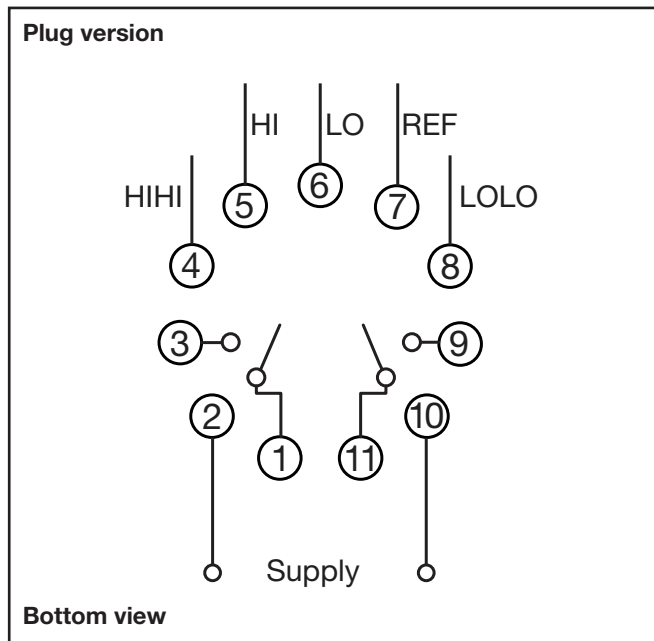 Plug version
HI LO REF
HIHI LOLO
5 6 7
4 8
3 9
2 10
1 11
Supply
Bottom view